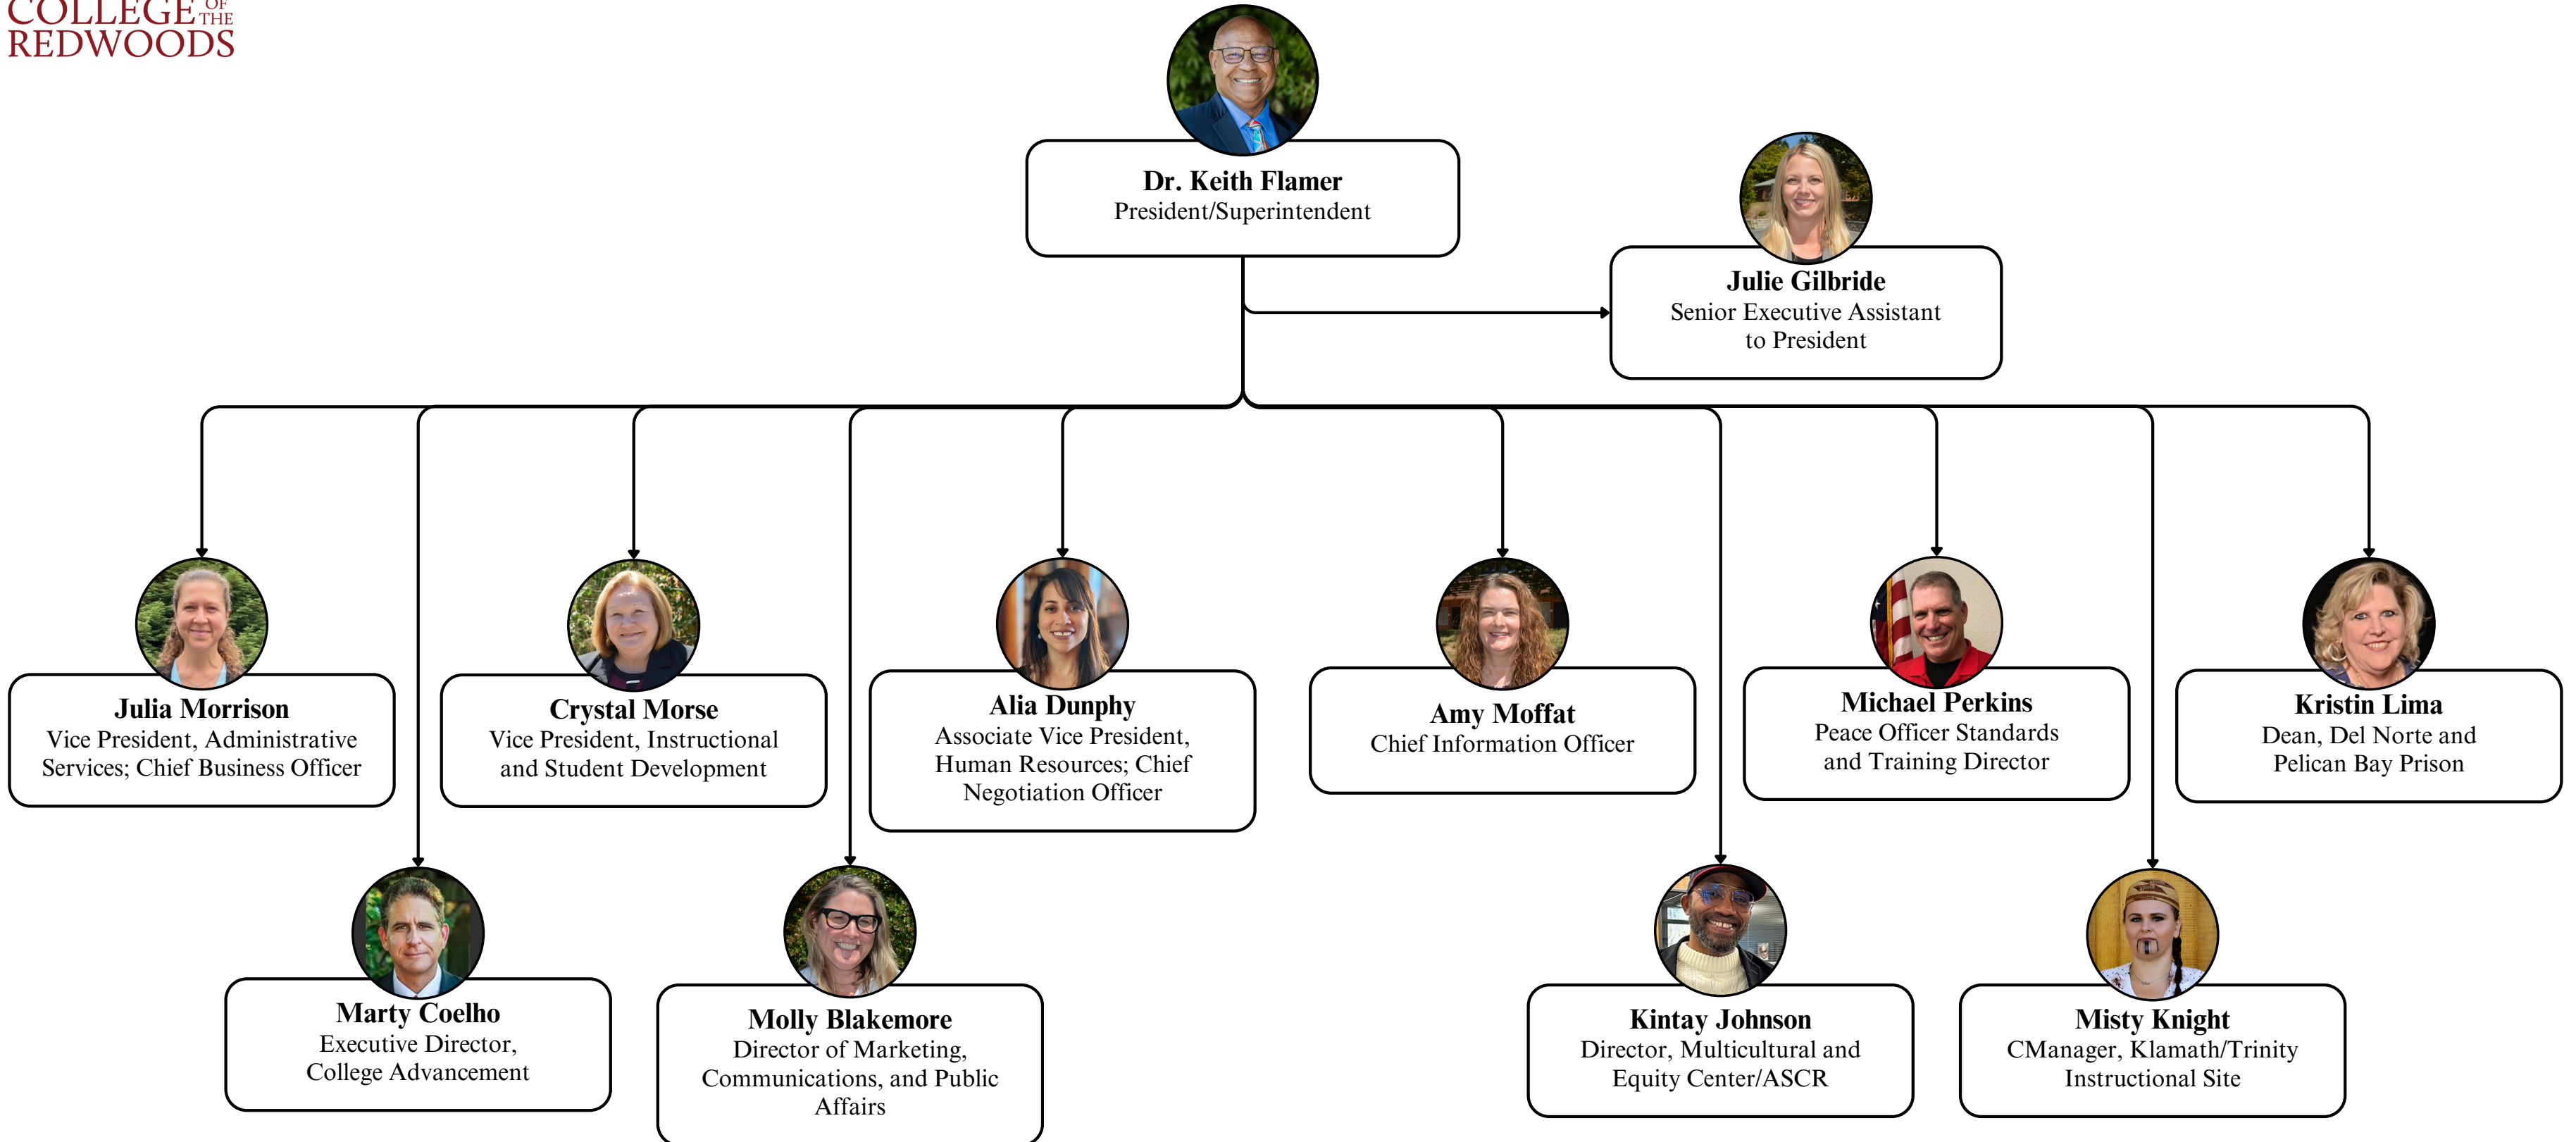 COLLEGE OF THE
REDWOODS
Dr. Keith Flamer
President/Superintendent
Julie Gilbride
Senior Executive Assistant
to President
Julia Morrison
Vice President, Administrative
Services; Chief Business Officer
Crystal Morse
Vice President, Instructional
and Student Development
Alia Dunphy
Associate Vice President,
Human Resources; Chief
Negotiation Officer
Amy Moffat
Chief Information Officer
Michael Perkins
Peace Officer Standards
and Training Director
Kristin Lima
Dean, Del Norte and
Pelican Bay Prison
Marty Coelho
Executive Director,
College Advancement
Molly Blakemore
Director of Marketing,
Communications, and Public
Affairs
Kintay Johnson
Director, Multicultural and
Equity Center/ASCR
Misty Knight
CManager, Klamath/Trinity
Instructional Site